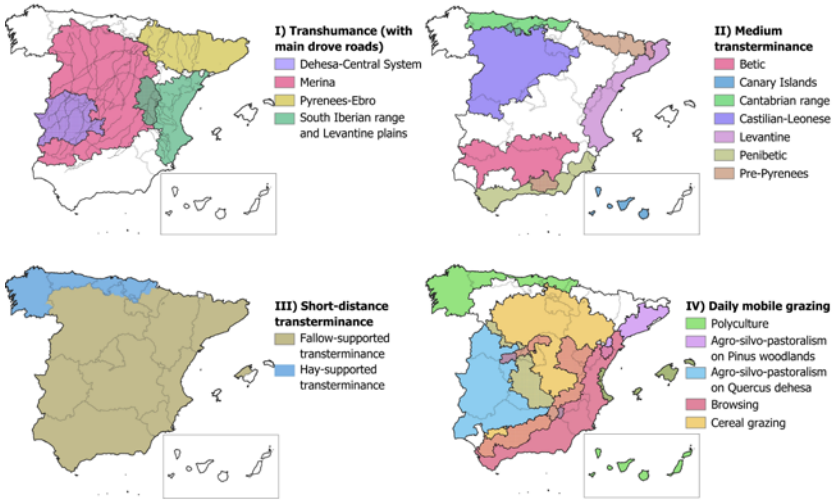 I) Transhumance (with
main drove roads)
Dehesa-Central System
Merina
Pyrenees-Ebro
South Iberian range
and Levantine plains
II) Medium
transterminance
Betic
Canary Islands
Cantabrian range
Castilian-Leonese
Levantine
Penibetic
Pre-Pyrenees
III) Short-distance
transterminance
Fallow-supported
transterminance
Hay-supported
transterminance
IV) Daily mobile grazing
Polyculture
Agro-silvo-pastoralism
on Pinus woodlands
Agro-silvo-pastoralism
on Quercus dehesa
Browsing
Cereal grazing